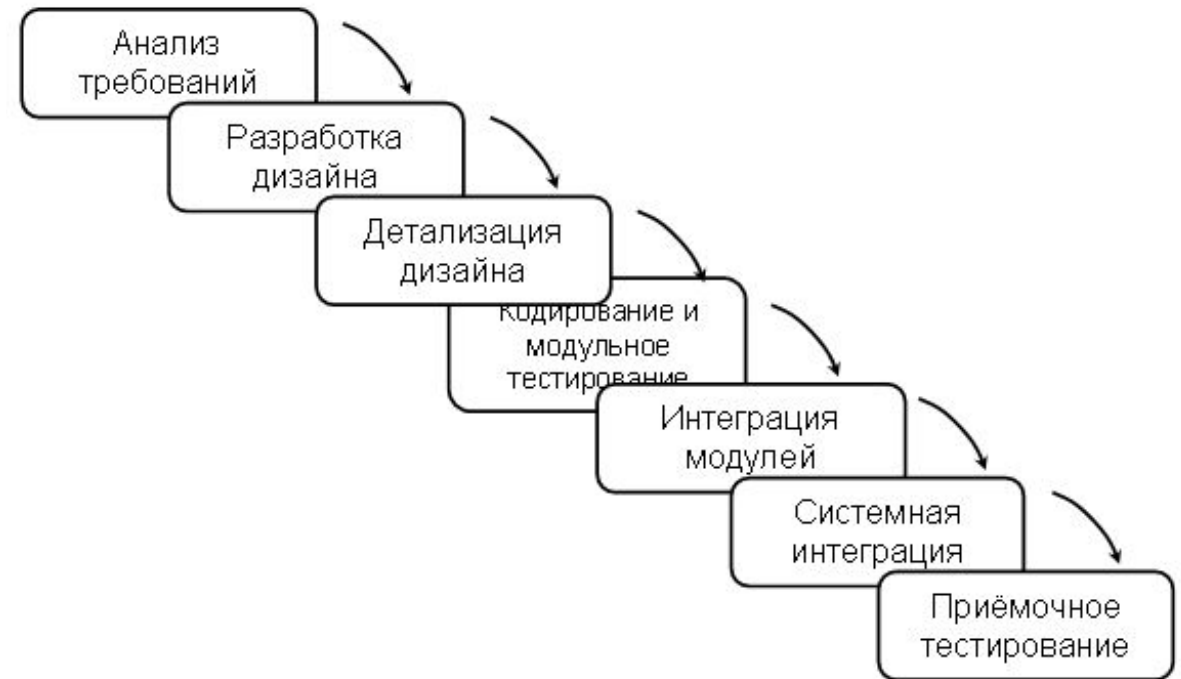 Анализ
требований
Разработка
дизайна
Детализация
дизайна
Кодирование и
модульное
тестирование
Интеграция
модулей
Системная
интеграция
Приёмочное
тестирование